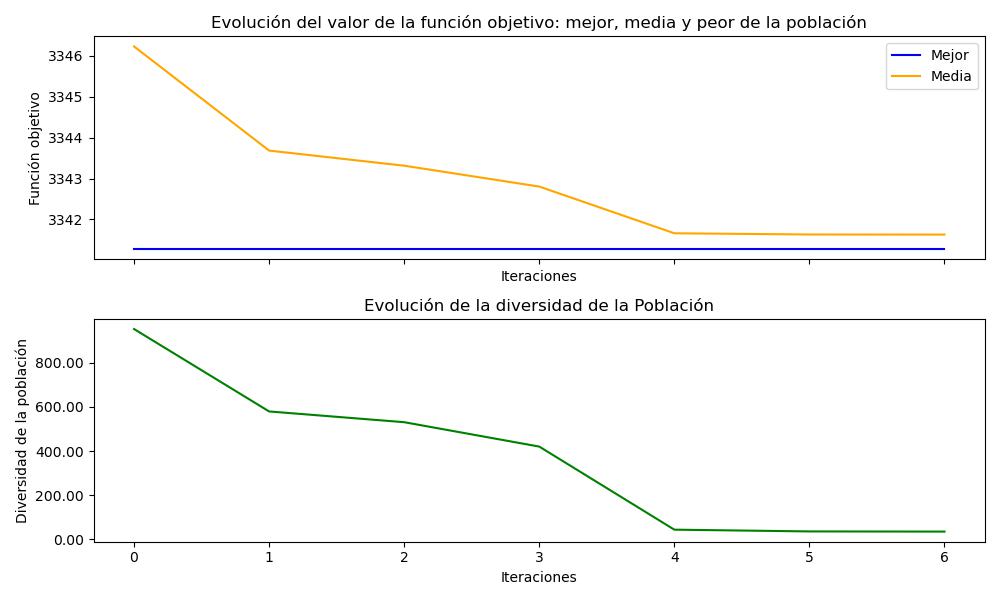 Evolución del valor de la función objetivo: mejor, media y peor de la población
Función objetivo
3346
3345
3344
3343
3342
Mejor
Media
Iteraciones
Evolución de la diversidad de la Población
Diversidad de la población
800.00
600.00
400.00
200.00
0.00
0 1 2 3 4 5 6
Iteraciones